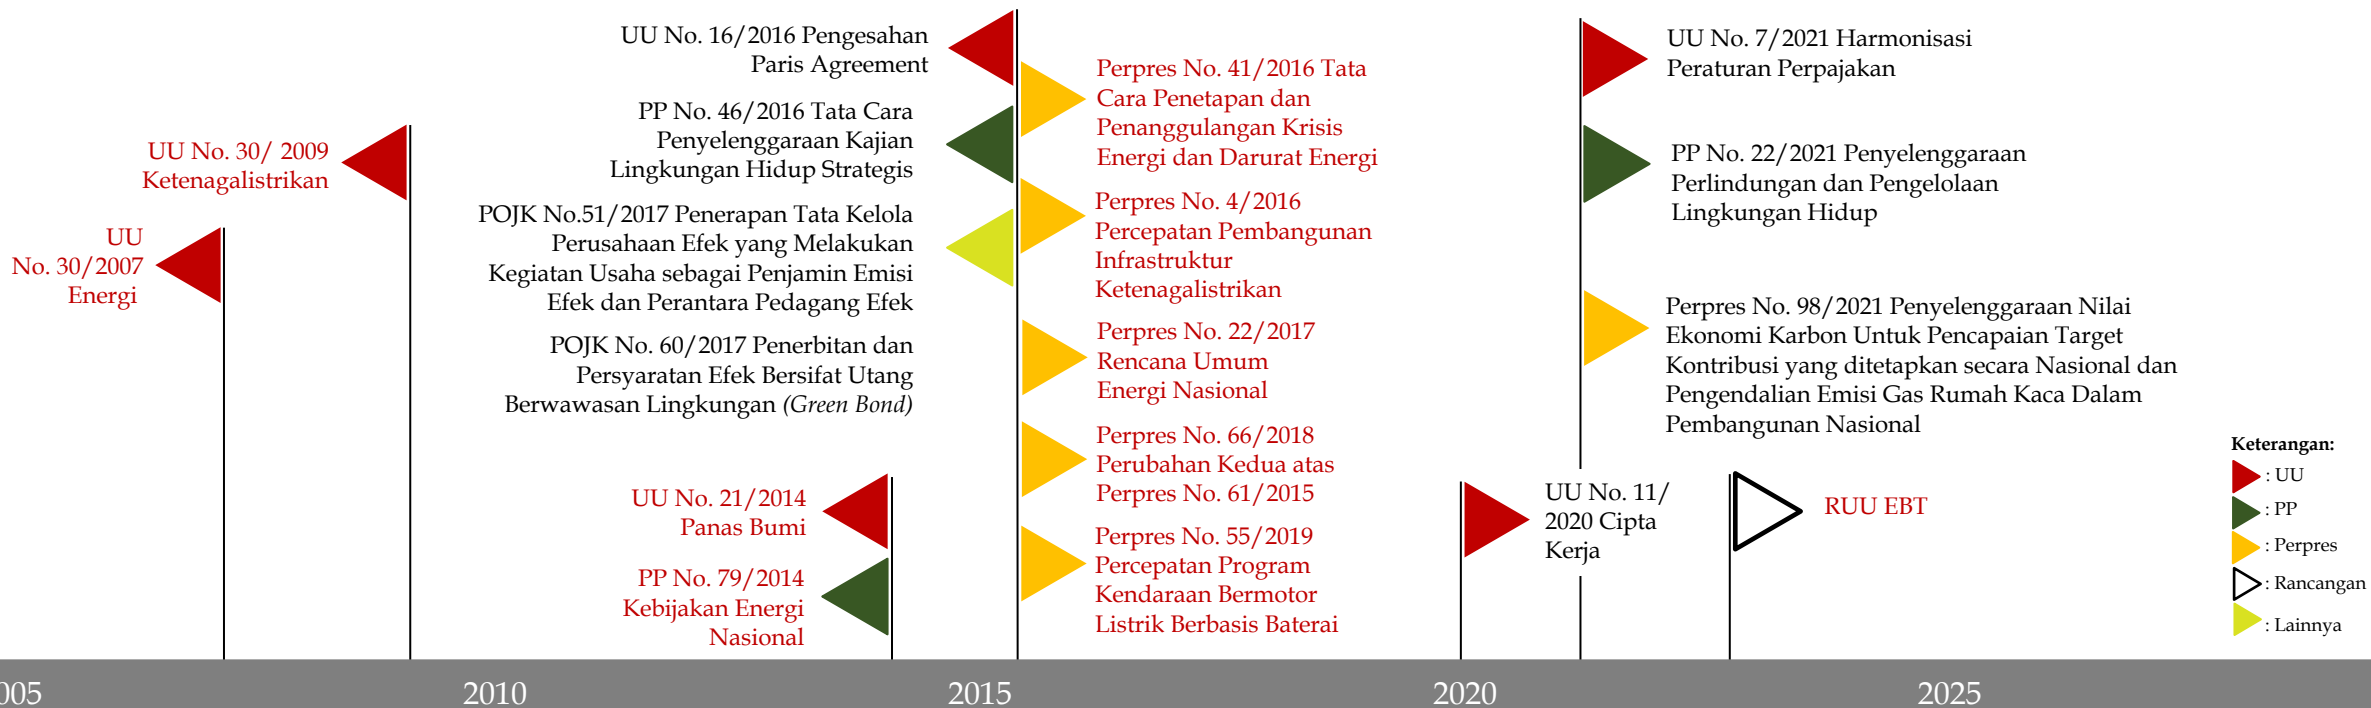 UU No. 30/2007
Energi
UU No. 30/ 2009
Ketenagalistrikan
UU No. 16/2016 Pengesahan
Paris Agreement
PP No. 46/2016 Tata Cara
Penyelenggaraan Kajian
Lingkungan Hidup Strategis
POJK No.51/2017 Penerapan Tata Kelola
Perusahaan Efek yang Melakukan
Kegiatan Usaha sebagai Penjamin Emisi
Efek dan Perantara Pedagang Efek
POJK No. 60/2017 Penerbitan dan
Persyaratan Efek Bersifat Utang
Berwawasan Lingkungan (Green Bond)
UU No. 21/2014
Panas Bumi
PP No. 79/2014
Kebijakan Energi
Nasional
Perpres No. 41/2016 Tata
Cara Penetapan dan
Penanggulangan Krisis
Energi dan Darurat Energi
Perpres No. 4/2016
Percepatan Pembangunan
Infrastruktur
Ketenagalistrikan
Perpres No. 22/2017
Rencana Umum
Energi Nasional
Perpres No. 66/2018
Perubahan Kedua atas
Perpres No. 61/2015
Perpres No. 55/2019
Percepatan Program
Kendaraan Bermotor
Listrik Berbasis Baterai
UU No. 11/
2020 Cipta
Kerja
UU No. 7/2021 Harmonisasi
Peraturan Perpajakan
PP No. 22/2021 Penyelenggaraan
Perlindungan dan Pengelolaan
Lingkungan Hidup
Perpres No. 98/2021 Penyelenggaraan Nilai
Ekonomi Karbon Untuk Pencapaian Target
Kontribusi yang ditetapkan secara Nasional dan
Pengendalian Emisi Gas Rumah Kaca Dalam
Pembangunan Nasional
RUU EBT
Keterangan:
: UU
: PP
: Perpres
: Rancangan
: Lainnya
005
2010
2015
2020
2025